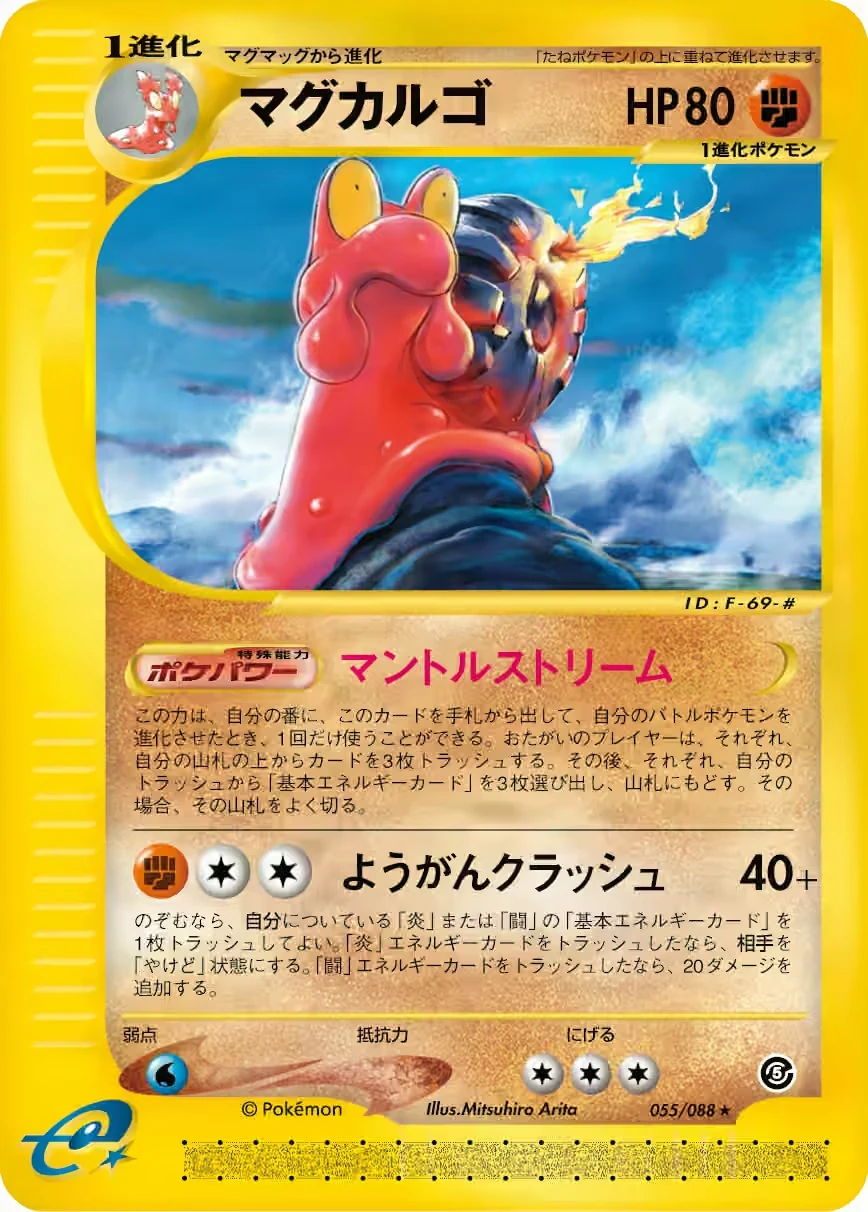 1進化
マグマッグから進化
「たねポケモン」の上に重ねて進化させます。
マグカルゴ
HP80
1進化ポケモン
ID:F-69-#
特殊能力
ポケパワー
マントルストリーム
この力は、自分の番に、このカードを手札から出して、自分のバトルポケモンを
進化させたとき、1回だけ使うことができる。おたがいのプレイヤーは、それぞれ、
自分の山札の上からカードを3枚トラッシュする。その後、それぞれ、自分の
トラッシュから「基本エネルギーカード」を3枚選び出し、山札にもどす。その
場合、その山札をよく切る。
ようがんクラッシュ
40+
のぞむなら、自分についている「炎」または「闘」の「基本エネルギーカード」を
1枚トラッシュしてよい。「炎」エネルギーカードをトラッシュしたなら、相手を
「やけど」状態にする。「闘」エネルギーカードをトラッシュしたなら、20ダメージを
追加する。
弱点
抵抗力
にげる
5
© Pokémon
Illus.Mitsuhiro Arita
055/088★
e